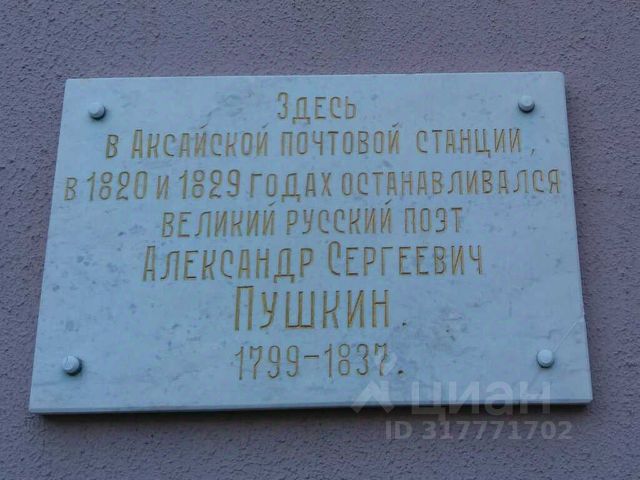 Здесь
в Аксайской почтовой станции,
в 1820 и 1829 годах останавливался
великий русский поэт
Александр Сергеевич
Пушкин.
1799-1837.
циан
ID 317771702